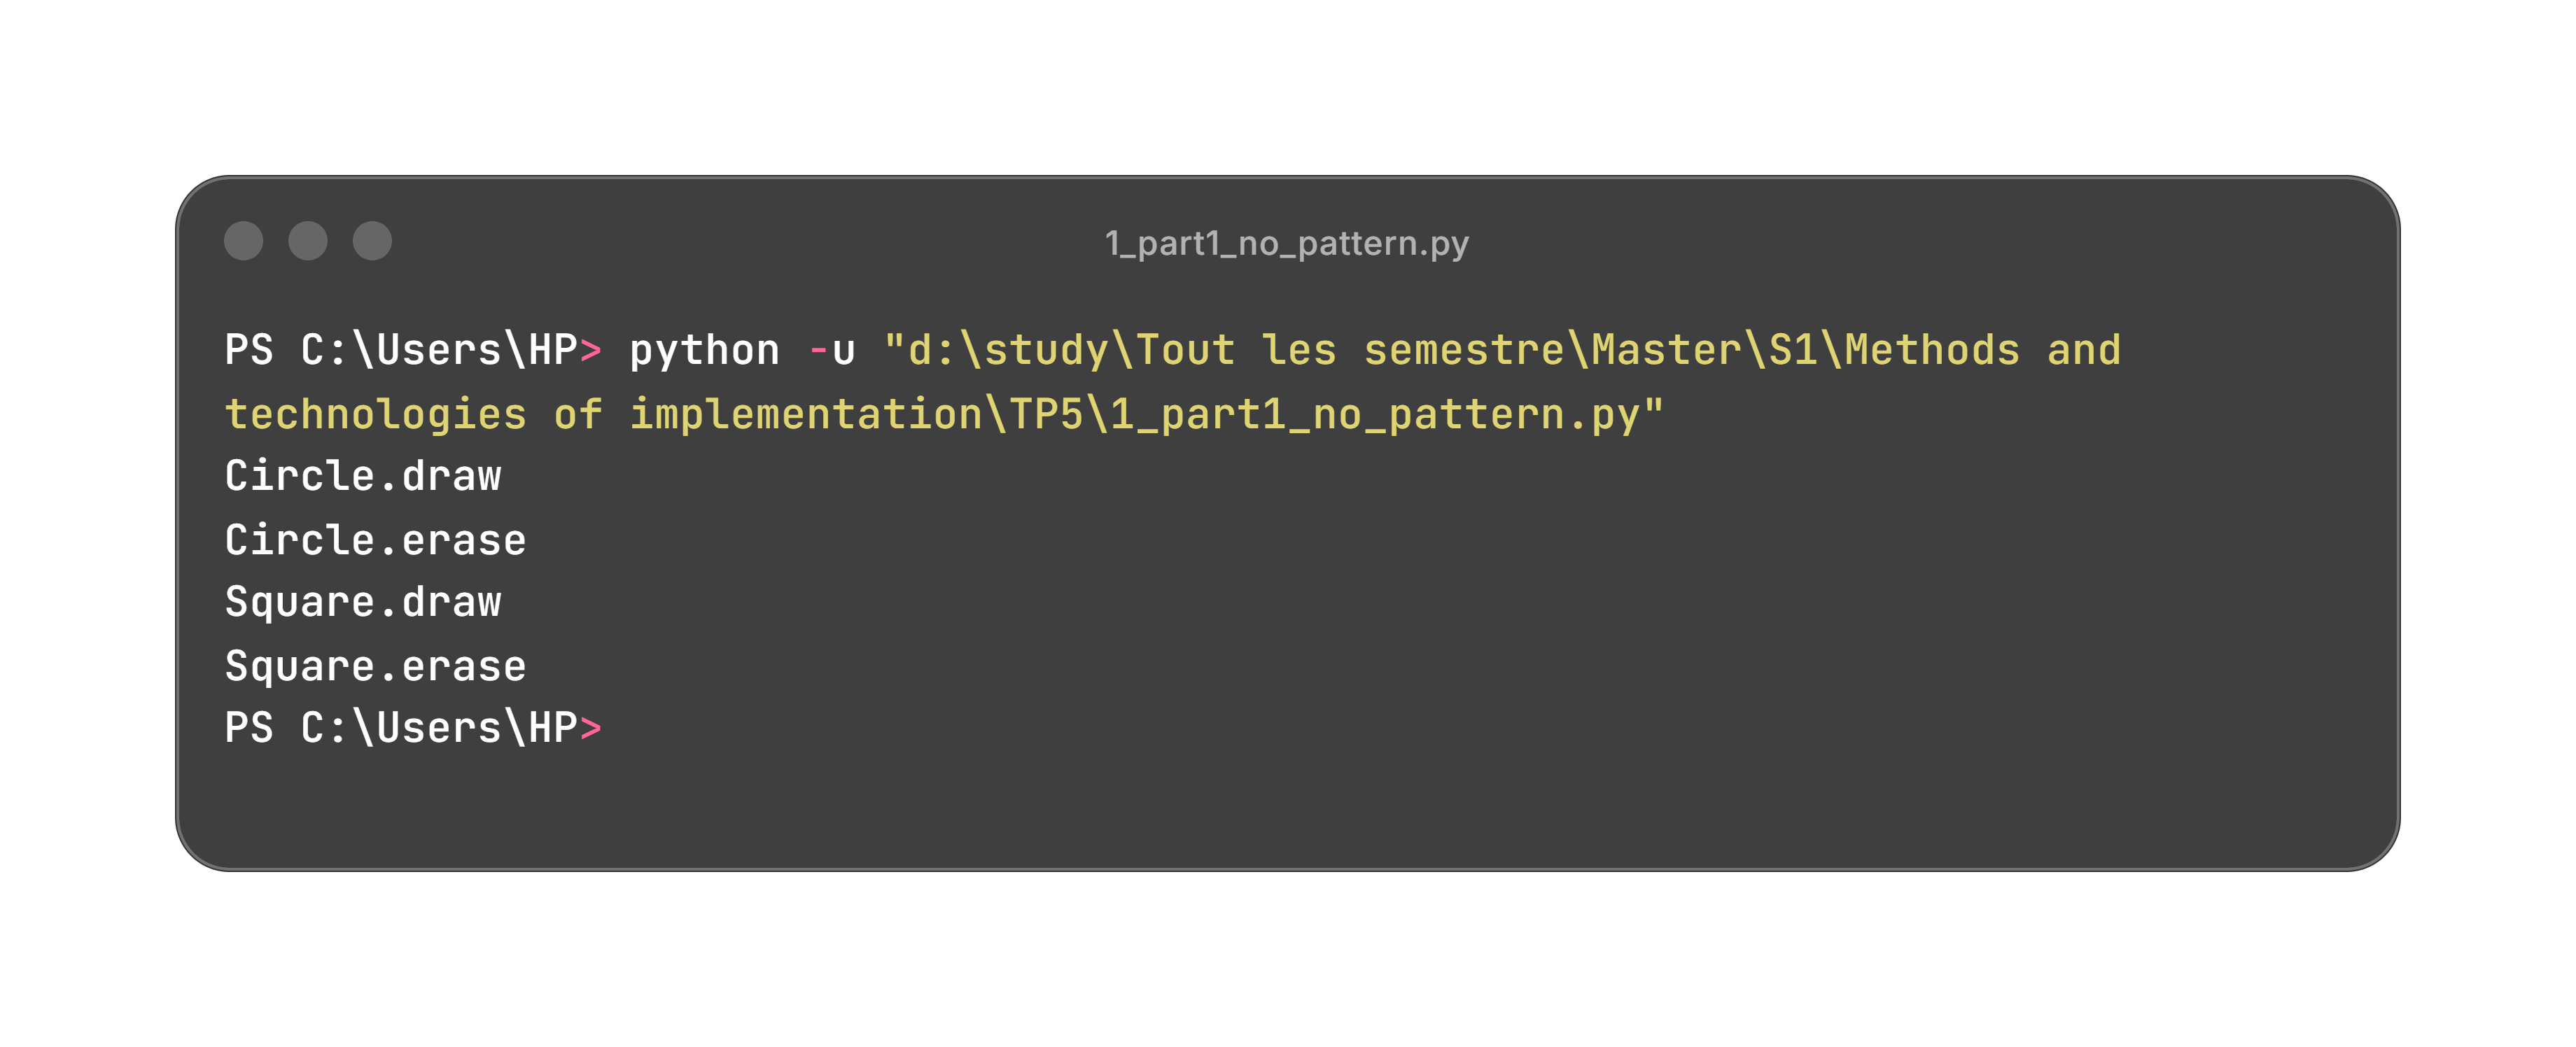 1_part1_no_pattern.py
PS C:\Users\HP> python -u "d:\study\Tout les semestre\Master\S1\Methods and
technologies of implementation\TP5\1_part1_no_pattern.py"
Circle.draw
Circle.erase
Square.draw
Square.erase
PS C:\Users\HP>